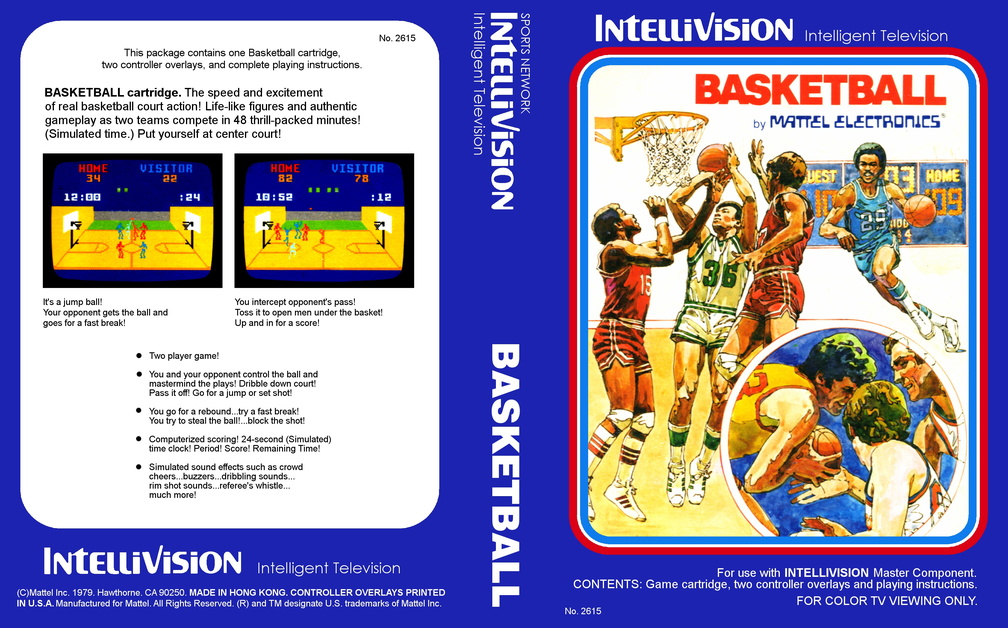 No. 2615
This package contains one Basketball cartridge,
two controller overlays, and complete playing instructions.
BASKETBALL cartridge. The speed and excitement
of real basketball court action! Life-like figures and authentic
gameplay as two teams compete in 48 thrill-packed minutes!
(Simulated time.) Put yourself at center court!
HOME VISITOR
34 22
12:00 :24
HOME VISITOR
82 78
10:52 :12
It's a jump ball!
Your opponent gets the ball and
goes for a fast break!
You intercept opponent's pass!
Toss it to open men under the basket!
Up and in for a score!
● Two player game!
● You and your opponent control the ball and
mastermind the plays! Dribble down court!
Pass it off! Go for a jump or set shot!
● You go for a rebound...try a fast break!
You try to steal the ball!...block the shot!
● Computerized scoring! 24-second (Simulated)
time clock! Period! Score! Remaining Time!
● Simulated sound effects such as crowd
cheers...buzzers...dribbling sounds...
rim shot sounds...referee's whistle...
much more!
INTELLIVISION Intelligent Television
(C)Mattel Inc. 1979. Hawthorne. CA 90250. MADE IN HONG KONG. CONTROLLER OVERLAYS PRINTED
IN U.S.A. Manufactured for Mattel. All Rights Reserved. (R) and TM designate U.S. trademarks of Mattel Inc.
SPORTS NETWORK
INTELLIVISION
Intelligent Television
BASKETBALL
INTELLIVISION Intelligent Television
BASKETBALL
by MATTEL ELECTRONICS®
UEST 03 HOME
09
29
15
36
For use with INTELLIVISION Master Component.
CONTENTS: Game cartridge, two controller overlays and playing instructions.
FOR COLOR TV VIEWING ONLY.
No. 2615